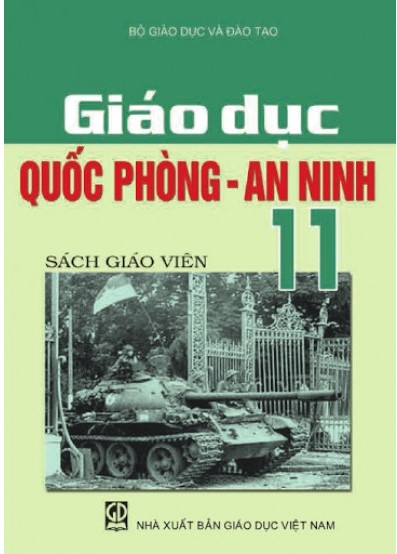 BỘ GIÁO DỤC VÀ ĐÀO TẠO
Giáo dục
QUỐC PHÒNG - AN NINH
11
SÁCH GIÁO VIÊN
GD
NHÀ XUẤT BẢN GIÁO DỤC VIỆT NAM